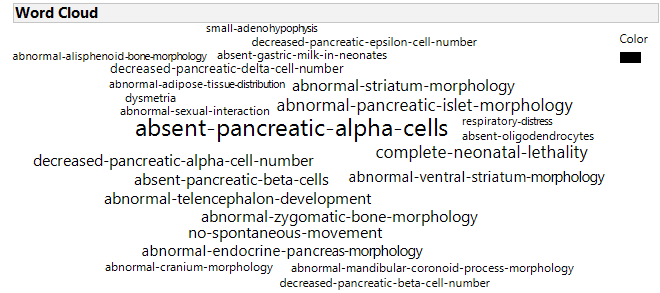 Word Cloud
small-adenohypophysis
Color
decreased-pancreatic-epsilon-cell-number
abnormal-alisphenoid-bone-morphology absent-gastric-milk-in-neonates
decreased-pancreatic-delta-cell-number
abnormal-adipose-tissue-distribution abnormal-striatum-morphology
dysmetria
abnormal-sexual-interaction abnormal-pancreatic-islet-morphology
absent-pancreatic-alpha-cells respiratory-distress
absent-oligodendrocytes
complete-neonatal-lethality
decreased-pancreatic-alpha-cell-number
absent-pancreatic-beta-cells abnormal-ventral-striatum-morphology
abnormal-telencephalon-development
abnormal-zygomatic-bone-morphology
no-spontaneous-movement
abnormal-endocrine-pancreas-morphology
abnormal-cranium-morphology abnormal-mandibular-coronoid-process-morphology
decreased-pancreatic-beta-cell-number